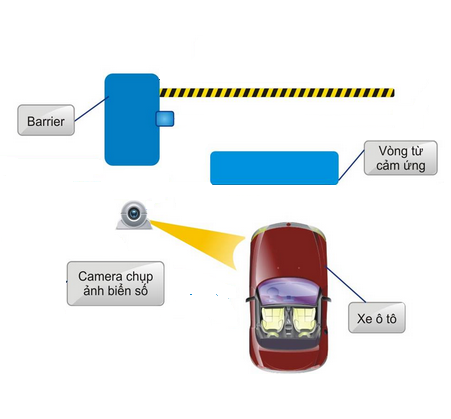 Barrier
Vòng từ
cảm ứng
Camera chụp
ảnh biển số
Xe ô tô